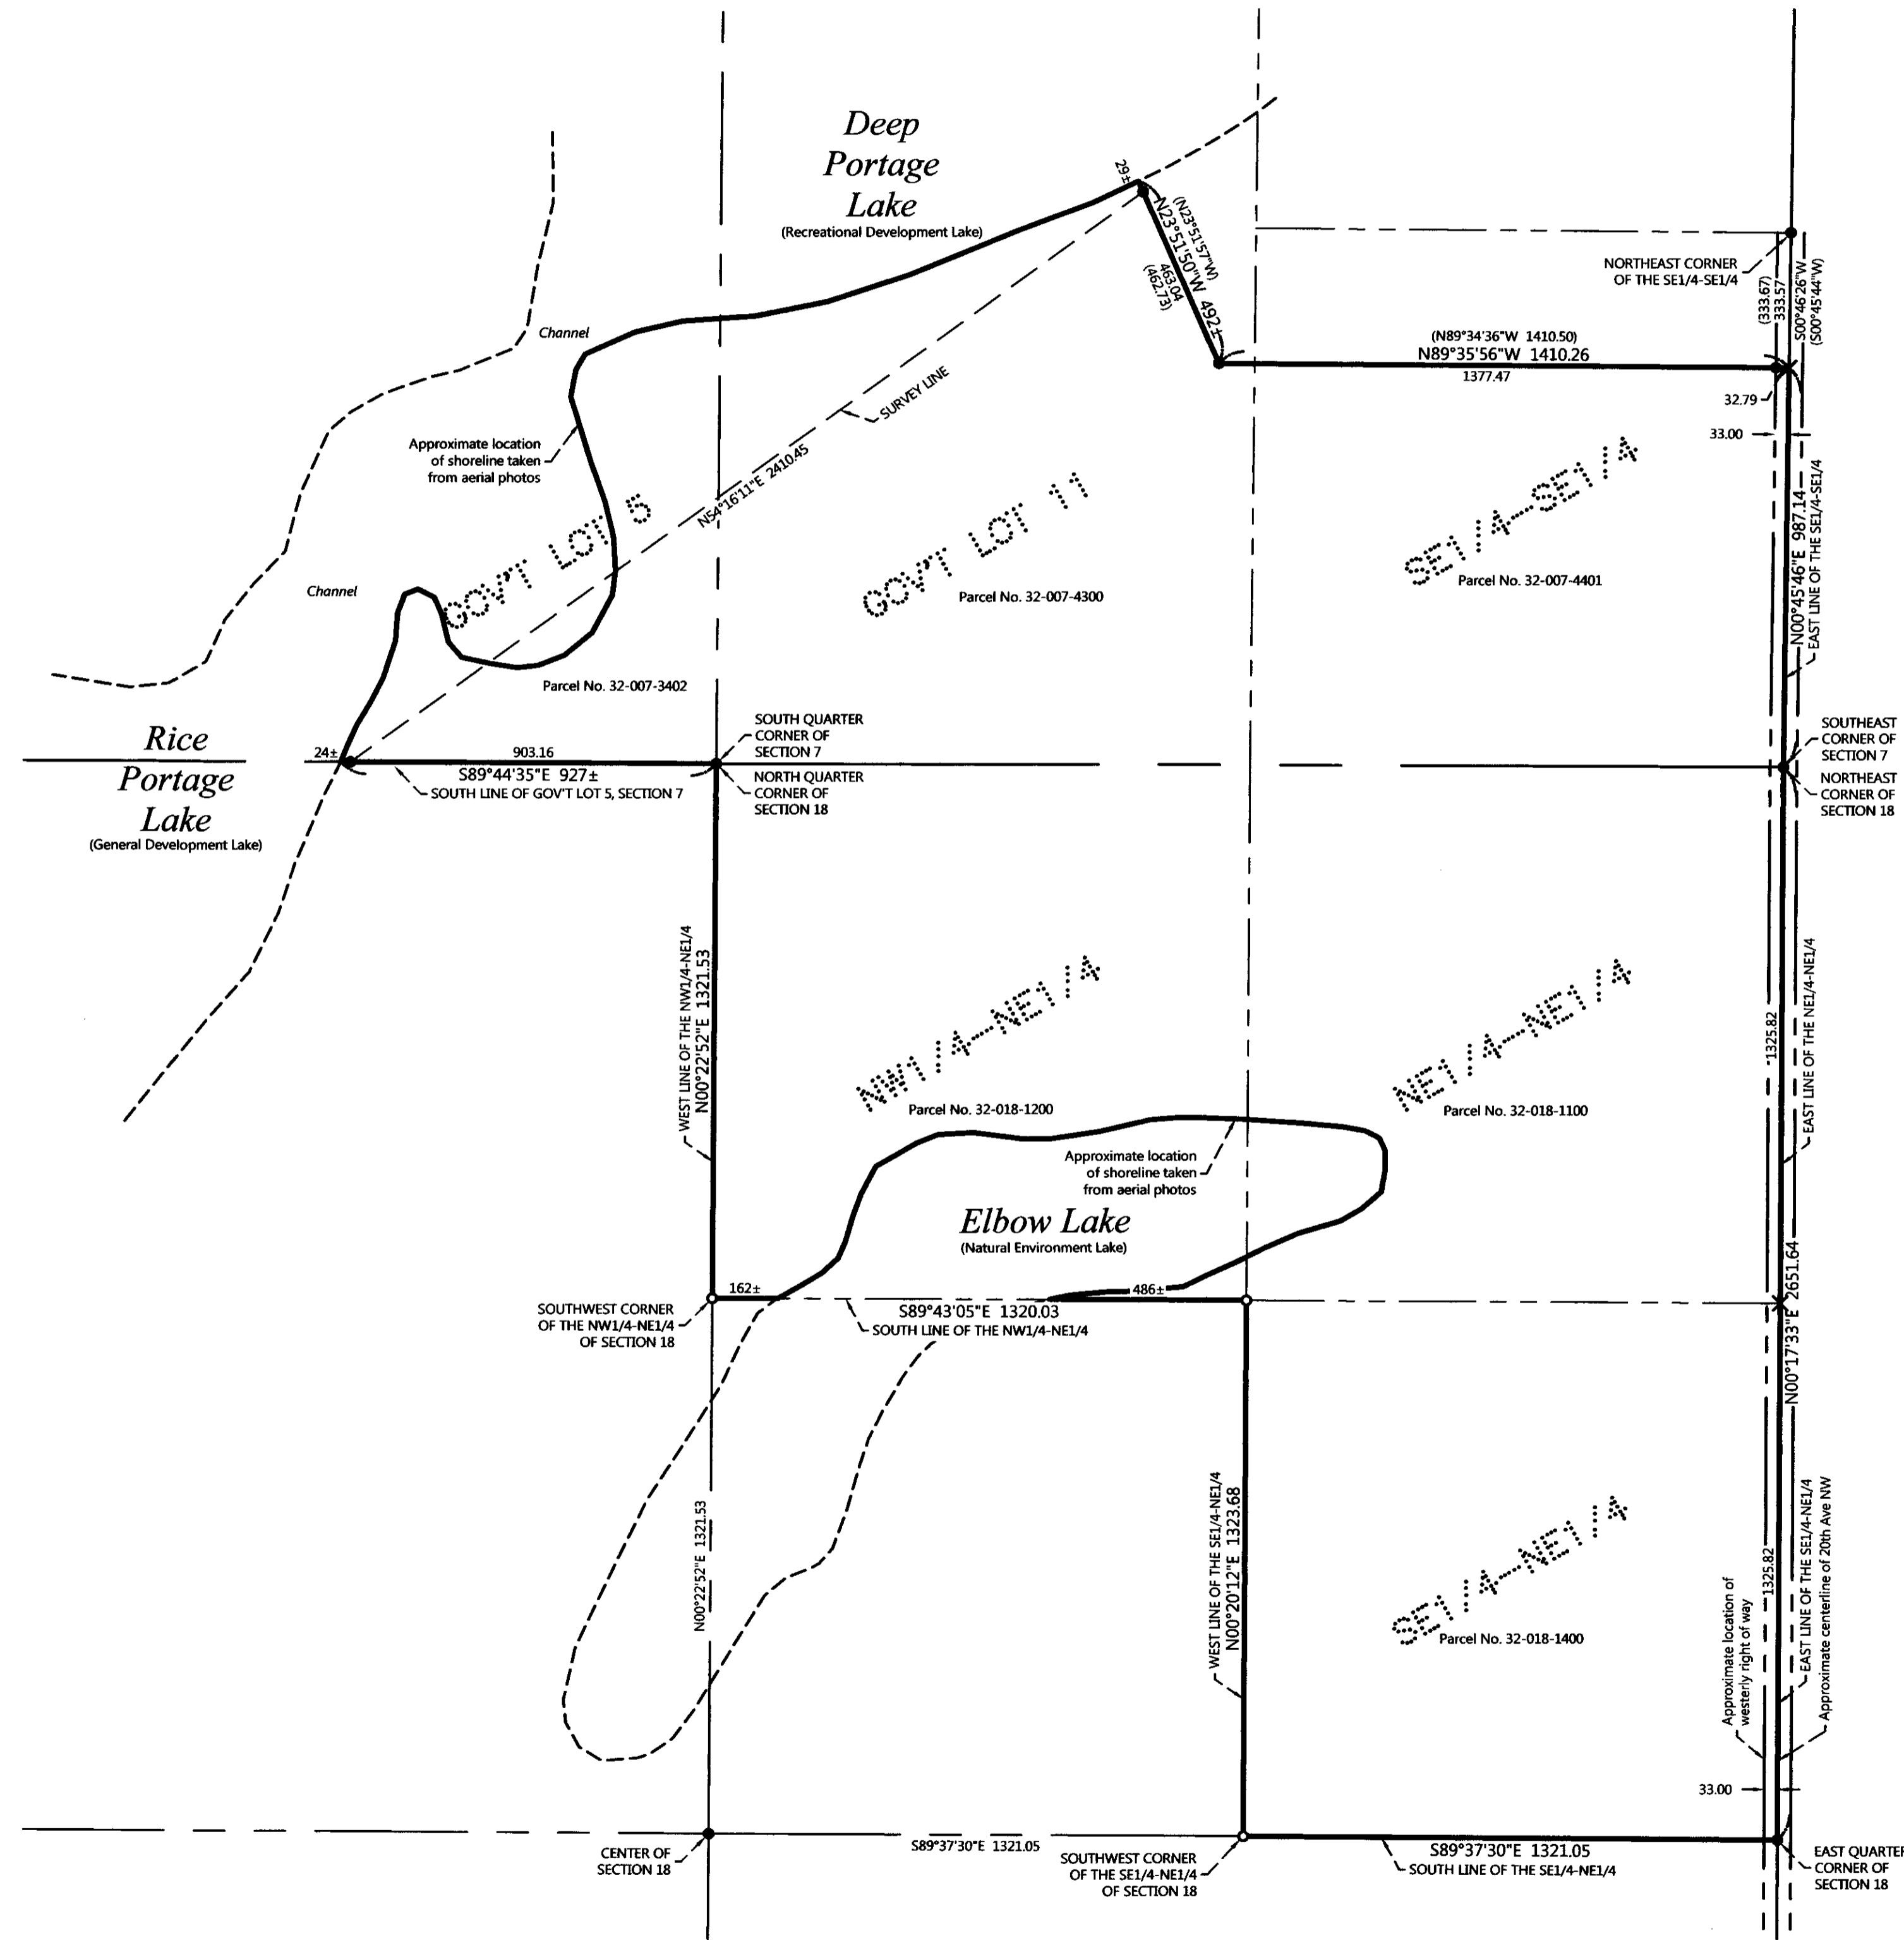 Deep
Portage
Lake
(Recreational Development Lake)
29±
(N23°51'57"W)
N23°51'50"W 492±
463.04
(462.73)
NORTHEAST CORNER
OF THE SE1/4-SE1/4
(333.67)
333.57
S00°46'26"W
(S00°45'44"W)
Channel
(N89°34'36"W 1410.50)
N89°35'56"W 1410.26
1377.47
32.79
33.00
SURVEY LINE
N54°16'11"E 2410.45
Approximate location
of shoreline taken
from aerial photos
GOV'T LOT 5
GOV'T LOT 11
SE1/4-SE1/4
Parcel No. 32-007-4300
Parcel No. 32-007-4401
N00°45'46"E 987.14
EAST LINE OF THE SE1/4-SE1/4
Channel
Parcel No. 32-007-3402
Rice
Portage
Lake
(General Development Lake)
24±
903.16
S89°44'35"E 927±
SOUTH LINE OF GOV'T LOT 5, SECTION 7
SOUTH QUARTER
CORNER OF
SECTION 7
NORTH QUARTER
CORNER OF
SECTION 18
SOUTHEAST
CORNER OF
SECTION 7
NORTHEAST
CORNER OF
SECTION 18
WEST LINE OF THE NW1/4-NE1/4
N00°22'52"E 1321.53
NW1/4-NE1/4
Parcel No. 32-018-1200
NE1/4-NE1/4
Parcel No. 32-018-1100
1325.82
EAST LINE OF THE NE1/4-NE1/4
Approximate location
of shoreline taken
from aerial photos
Elbow Lake
(Natural Environment Lake)
162±
486±
S89°43'05"E 1320.03
SOUTH LINE OF THE NW1/4-NE1/4
SOUTHWEST CORNER
OF THE NW1/4-NE1/4
OF SECTION 18
N00°17'33"E 2651.64
N00°22'52"E 1321.53
WEST LINE OF THE SE1/4-NE1/4
N00°20'12"E 1323.68
SE1/4-NE1/4
Parcel No. 32-018-1400
1325.82
EAST LINE OF THE SE1/4-NE1/4
Approximate centerline of 20th Ave NW
Approximate location of
westerly right of way
33.00
CENTER OF
SECTION 18
S89°37'30"E 1321.05
SOUTHWEST CORNER
OF THE SE1/4-NE1/4
OF SECTION 18
S89°37'30"E 1321.05
SOUTH LINE OF THE SE1/4-NE1/4
EAST QUARTER
CORNER OF
SECTION 18